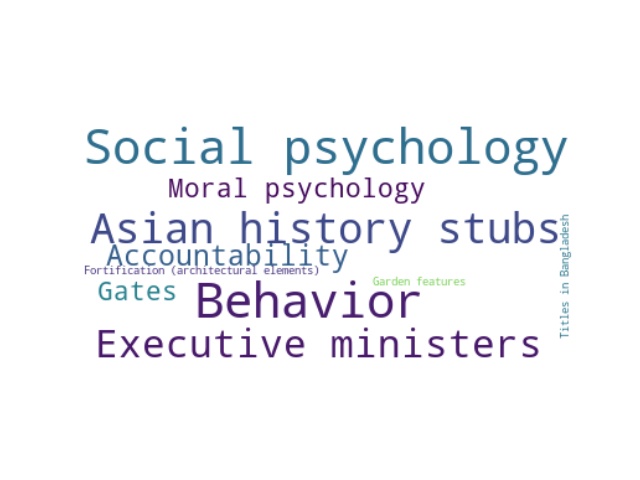 Social psychology
Moral psychology
Asian history stubs
Accountability
Fortification (architectural elements)
Garden features
Gates
Behavior
Executive ministers
Titles in Bangladesh